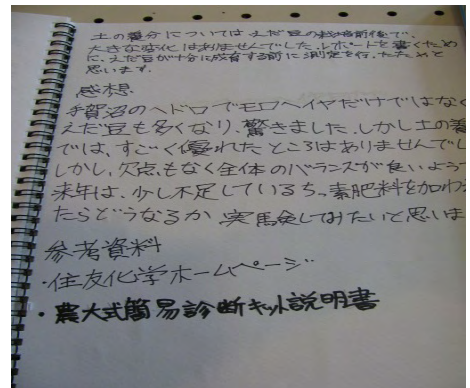 土の養分については えだ豆の栽培前後で、
大きな変化はありませんでした。レポートを書くため
に、えだ豆が十分に成育する前に測定を行ったためと
思います。
感想
手賀沼のヘドロでモロヘイヤだけではなく
えだ豆も多くなり、驚きました。しかし土の養
では、すごく優れたところはありませんでし
しかし、欠点もなく全体のバランスが良いよう
来年は、少し不足しているちっ素肥料を加わ
たらどうなるか 実験してみたいと思いま
参考資料
・住友化学ホームページ
・農大式簡易診断キット説明書